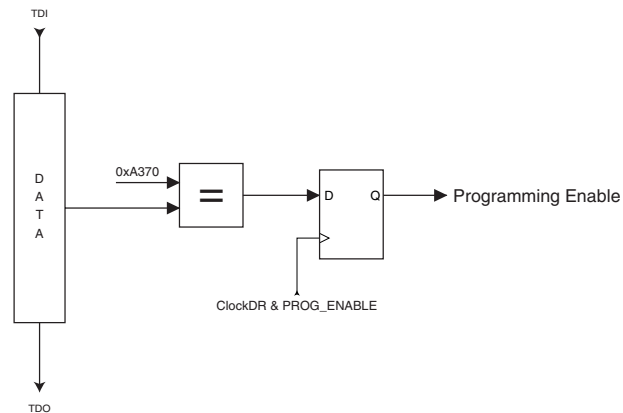 TDI
D
A
T
A
0xA370
=
D
Q
Programming Enable
ClockDR & PROG_ENABLE
TDO